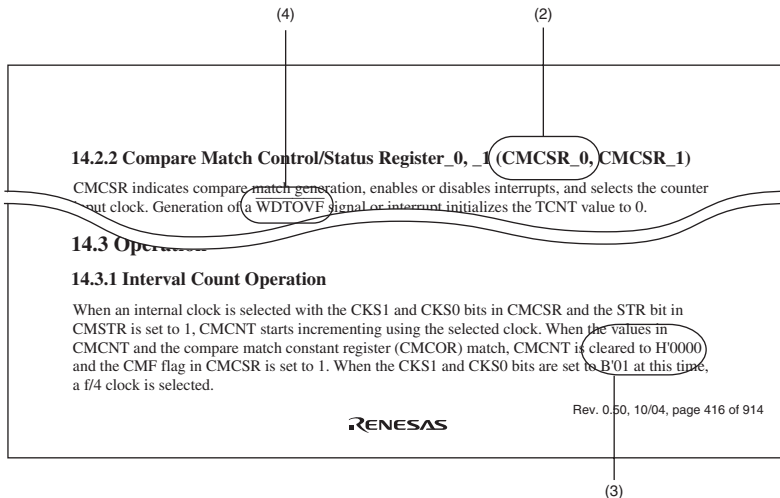 (4) (2)
14.2.2 Compare Match Control/Status Register_0, _1 (CMCSR_0, CMCSR_1)
CMCSR indicates compare match generation, enables or disables interrupts, and selects the counter
input clock. Generation of a WDTOVF signal or interrupt initializes the TCNT value to 0.
14.3 Operation
14.3.1 Interval Count Operation
When an internal clock is selected with the CKS1 and CKS0 bits in CMCSR and the STR bit in
CMSTR is set to 1, CMCNT starts incrementing using the selected clock. When the values in
CMCNT and the compare match constant register (CMCOR) match, CMCNT is cleared to H'0000
and the CMF flag in CMCSR is set to 1. When the CKS1 and CKS0 bits are set to B'01 at this time,
a f/4 clock is selected.
Rev. 0.50, 10/04, page 416 of 914
RENESAS
(3)